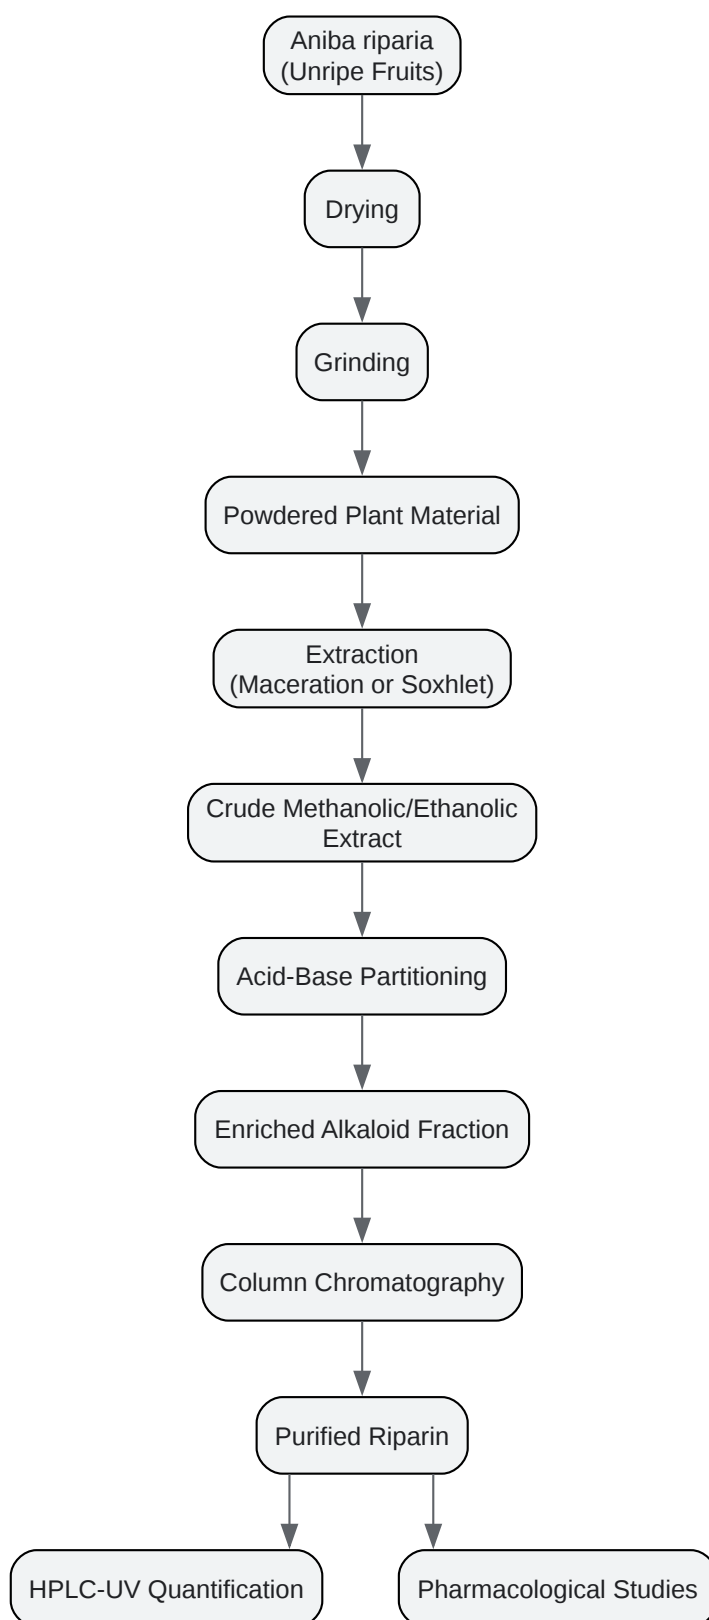 Aniba riparia
(Unripe Fruits)
Drying
Grinding
Powdered Plant Material
Extraction
(Maceration or Soxhlet)
Crude Methanolic/Ethanolic
Extract
Acid-Base Partitioning
Enriched Alkaloid Fraction
Column Chromatography
Purified Riparin
HPLC-UV Quantification
Pharmacological Studies